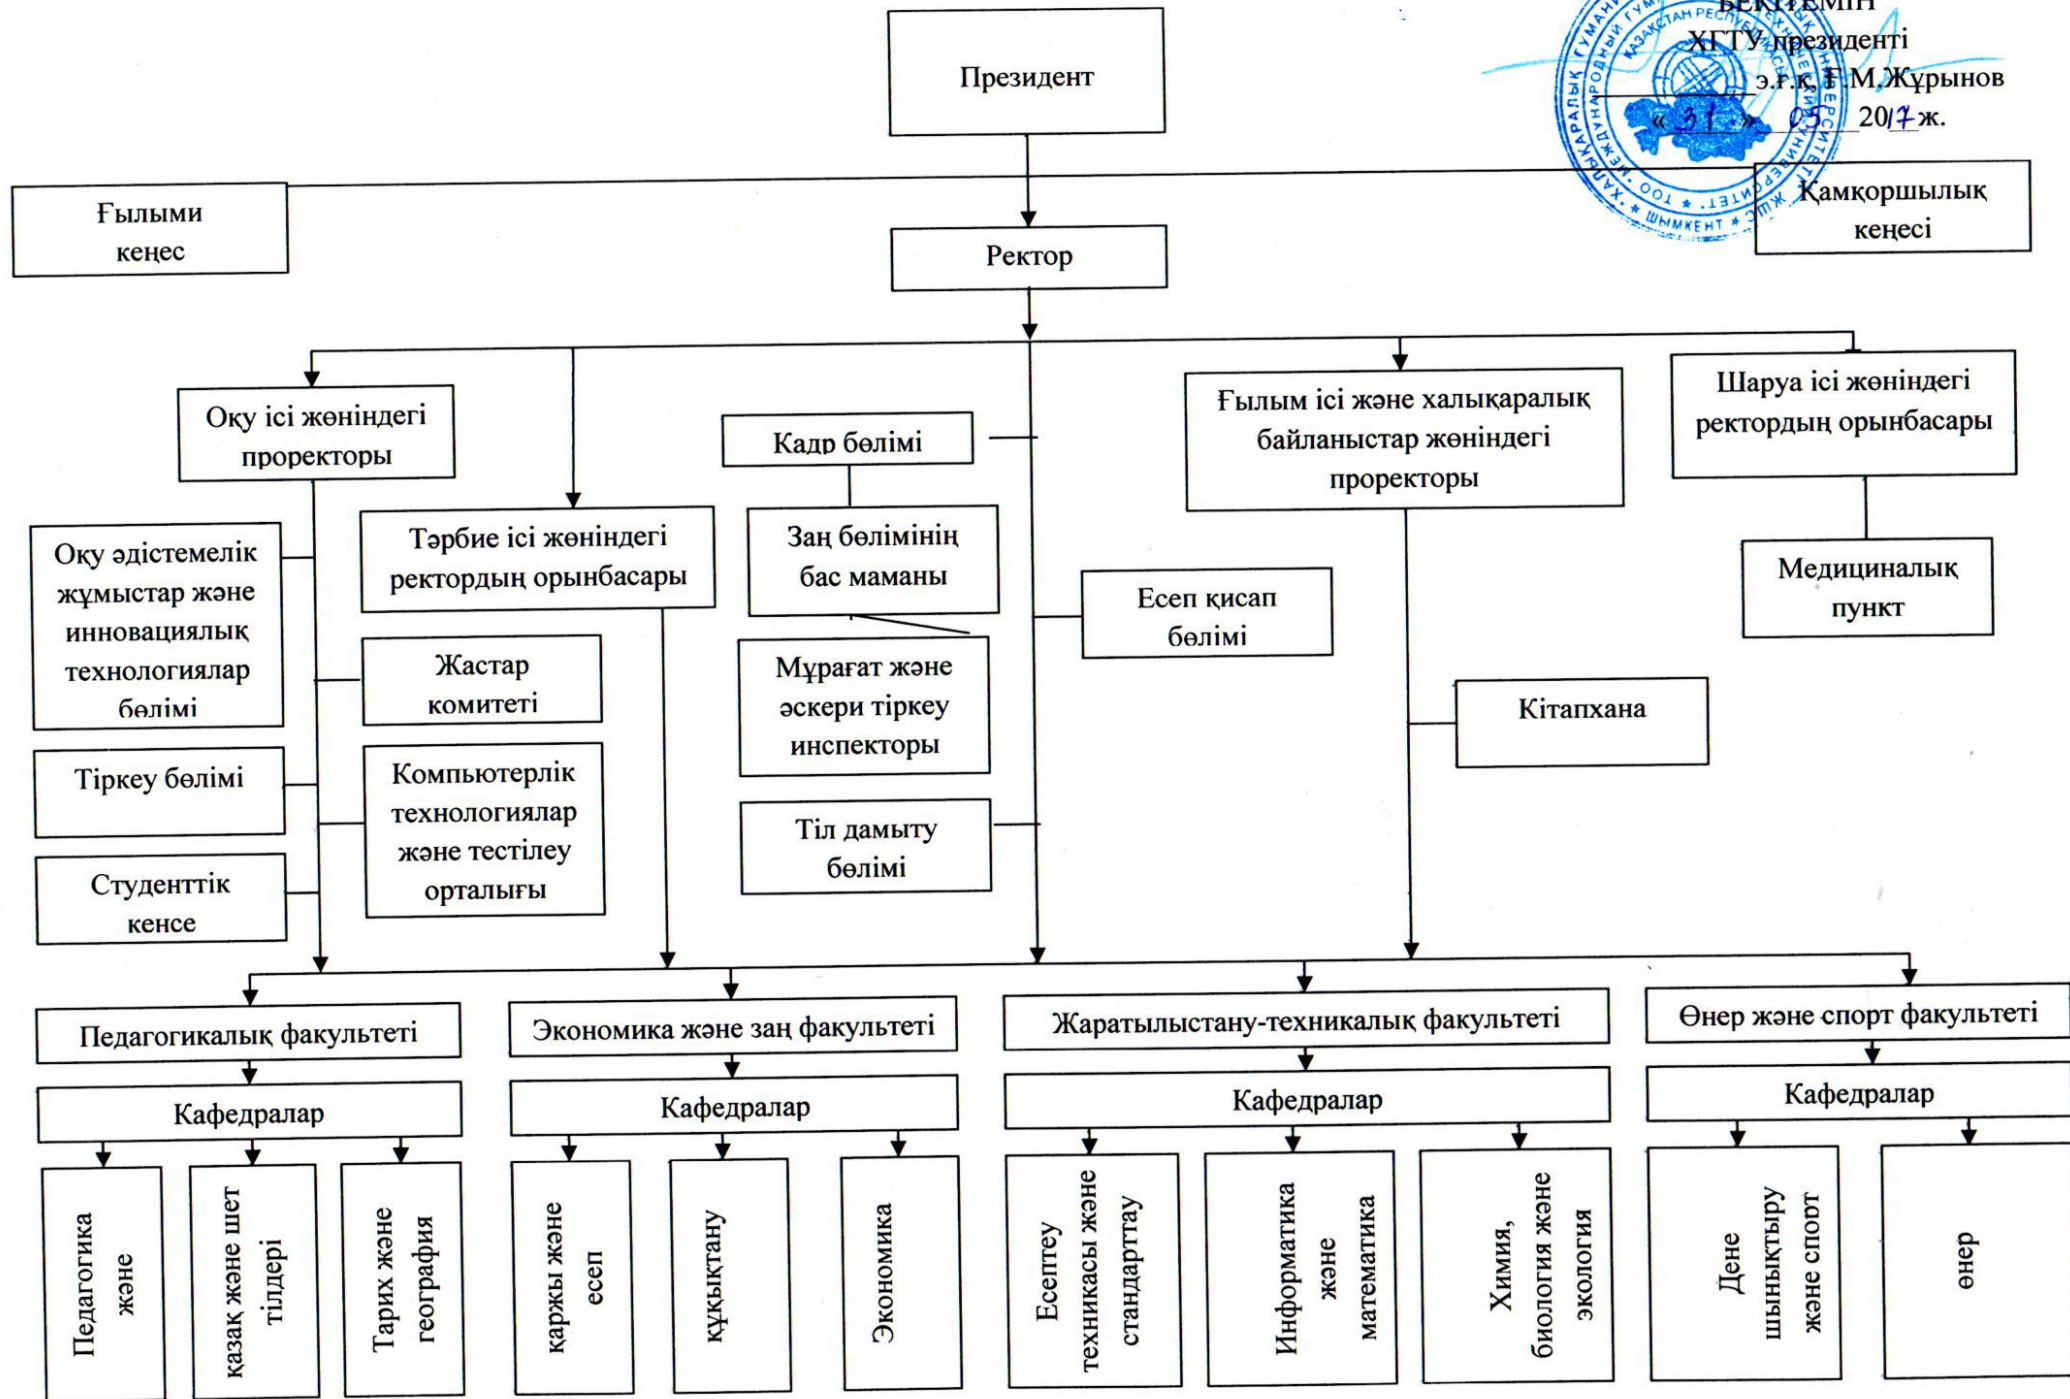 БЕКІТЕМІН
ХГТУ президенті
э.ғ.к. Ғ.М.Жұрынов
« 31 » 05 2017 ж.
Президент
Ғылыми
кеңес
Қамқоршылық
кеңесі
Ректор
Оқу ісі жөніндегі
проректоры
Кадр бөлімі
Ғылым ісі және халықаралық
байланыстар жөніндегі
проректоры
Шаруа ісі жөніндегі
ректордың орынбасары
Оқу әдістемелік
жұмыстар және
инновациялық
технологиялар
бөлімі
Тәрбие ісі жөніндегі
ректордың орынбасары
Заң бөлімінің
бас маманы
Есеп қисап
бөлімі
Медициналық
пункт
Жастар
комитеті
Мұрағат және
әскери тіркеу
инспекторы
Кітапхана
Тіркеу бөлімі
Компьютерлік
технологиялар
және тестілеу
орталығы
Тіл дамыту
бөлімі
Студенттік
кенсе
Педагогикалық факультеті
Экономика және заң факультеті
Жаратылыстану-техникалық факультеті
Өнер және спорт факультеті
Кафедралар
Кафедралар
Кафедралар
Кафедралар
Педагогика
және
қазақ және шет
тілдері
Тарих және
география
қаржы және
есеп
құқықтану
Экономика
Есептеу
техникасы және
стандарттау
Информатика
және
математика
Химия,
биология және
экология
Дене
шынықтыру
және спорт
өнер